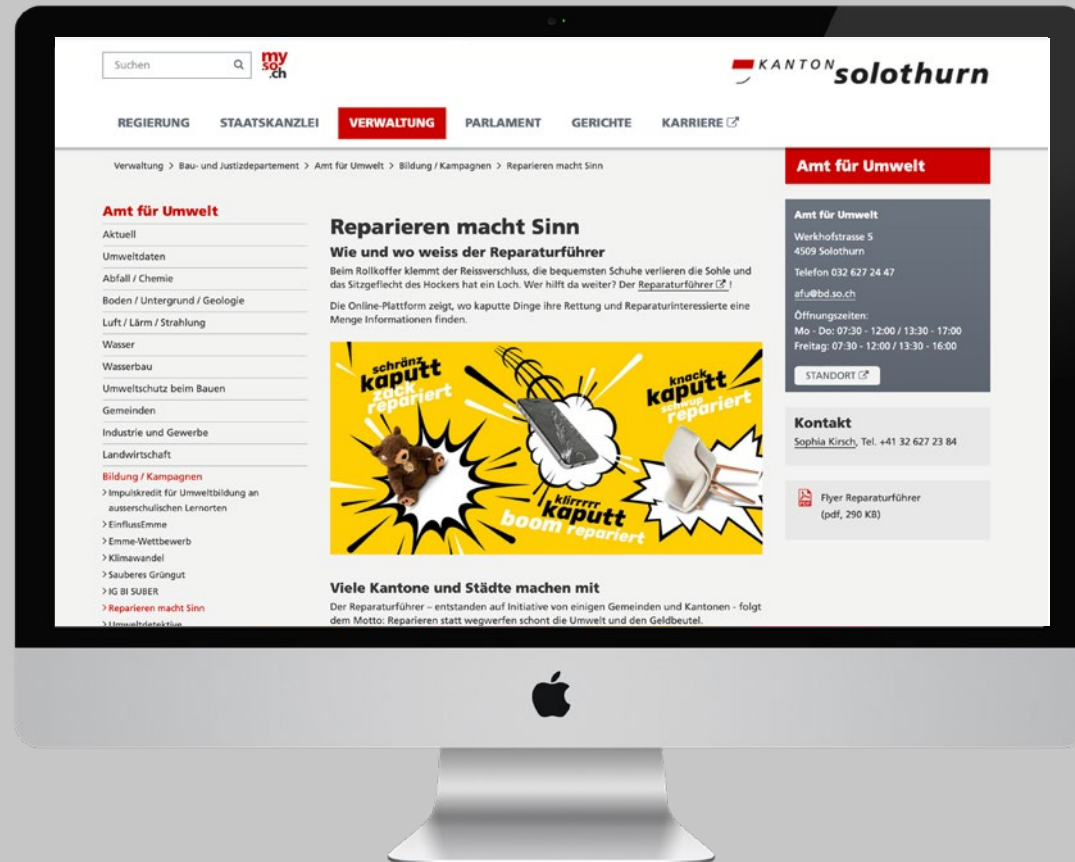 Suchen
my
so.
.ch
KANTON solothurn
REGIERUNG
STAATSKANZLEI
VERWALTUNG
PARLAMENT
GERICHTE
KARRIERE
Verwaltung > Bau- und Justizdepartement > Amt für Umwelt > Bildung / Kampagnen > Reparieren macht Sinn
Amt für Umwelt
Aktuell
Umweltdaten
Abfall / Chemie
Boden / Untergrund / Geologie
Luft / Lärm / Strahlung
Wasser
Wasserbau
Umweltschutz beim Bauen
Gemeinden
Industrie und Gewerbe
Landwirtschaft
Bildung / Kampagnen
> Impulskredit für Umweltbildung an
ausserschulischen Lernorten
> EinflussEmme
> Emme-Wettbewerb
> Klimawandel
> Sauberes Grüngut
> IG BI SUBER
> Reparieren macht Sinn
> Umweltdetektive
Reparieren macht Sinn
Wie und wo weiss der Reparaturführer
Beim Rollkoffer klemmt der Reissverschluss, die bequemsten Schuhe verlieren die Sohle und
das Sitzgeflecht des Hockers hat ein Loch. Wer hilft da weiter? Der Reparaturführer !
Die Online-Plattform zeigt, wo kaputte Dinge ihre Rettung und Reparaturinteressierte eine
Menge Informationen finden.
schränz
kaputt
zack
repariert
knack
kaputt
schwup
repariert
klirrrrr
kaputt
boom repariert
Viele Kantone und Städte machen mit
Der Reparaturführer – entstanden auf Initiative von einigen Gemeinden und Kantonen - folgt
dem Motto: Reparieren statt wegwerfen schont die Umwelt und den Geldbeutel.
Amt für Umwelt
Amt für Umwelt
Werkhofstrasse 5
4509 Solothurn
Telefon 032 627 24 47
afu@bd.so.ch
Öffnungszeiten:
Mo - Do: 07:30 - 12:00 / 13:30 - 17:00
Freitag: 07:30 - 12:00 / 13:30 - 16:00
STANDORT
Kontakt
Sophia Kirsch, Tel. +41 32 627 23 84
PDF
Flyer Reparaturführer
(pdf, 290 KB)